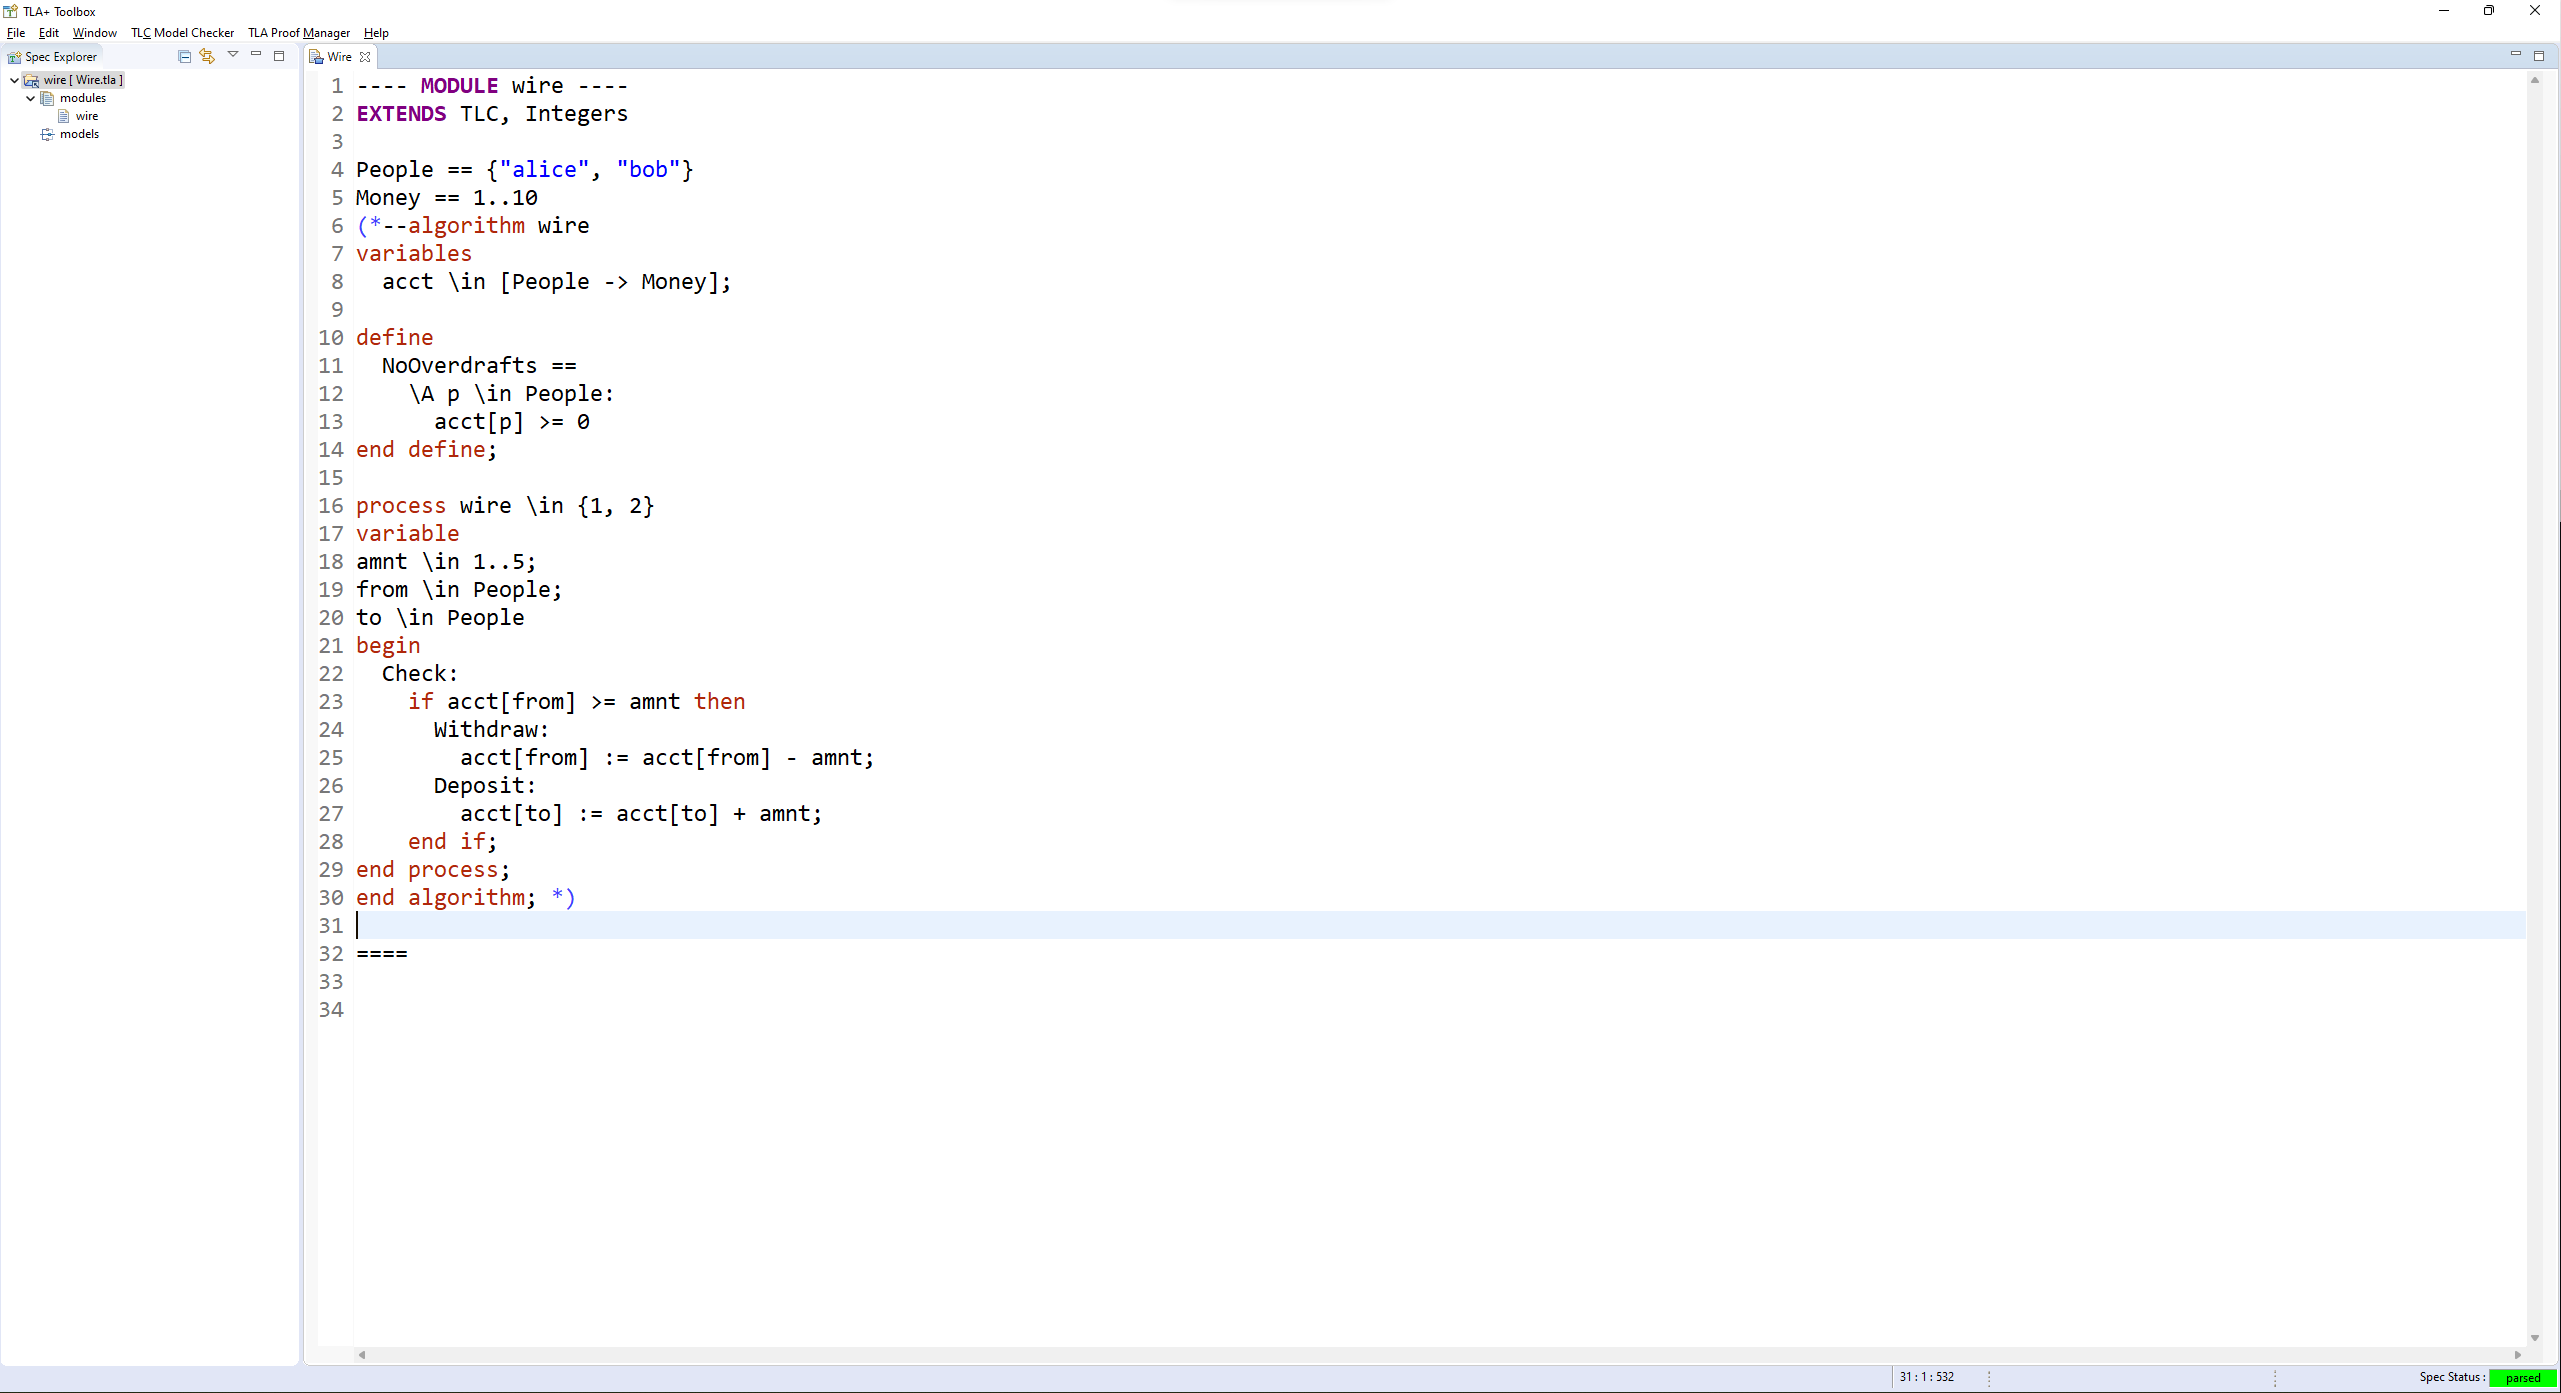 TLA+ Toolbox
File Edit Window TLC Model Checker TLA Proof Manager Help
Spec Explorer
wire [ Wire.tla ]
modules
wire
models
Wire
1 ---- MODULE wire ----
2 EXTENDS TLC, Integers
3
4 People == {"alice", "bob"}
5 Money == 1..10
6 (*--algorithm wire
7 variables
8   acct \in [People -> Money];
9
10 define
11   NoOverdrafts ==
12     \A p \in People:
13       acct[p] >= 0
14 end define;
15
16 process wire \in {1, 2}
17 variable
18 amnt \in 1..5;
19 from \in People;
20 to \in People
21 begin
22   Check:
23     if acct[from] >= amnt then
24       Withdraw:
25         acct[from] := acct[from] - amnt;
26       Deposit:
27         acct[to] := acct[to] + amnt;
28     end if;
29 end process;
30 end algorithm; *)
31
32 ====
33
34
31 : 1 : 532
Spec Status : parsed